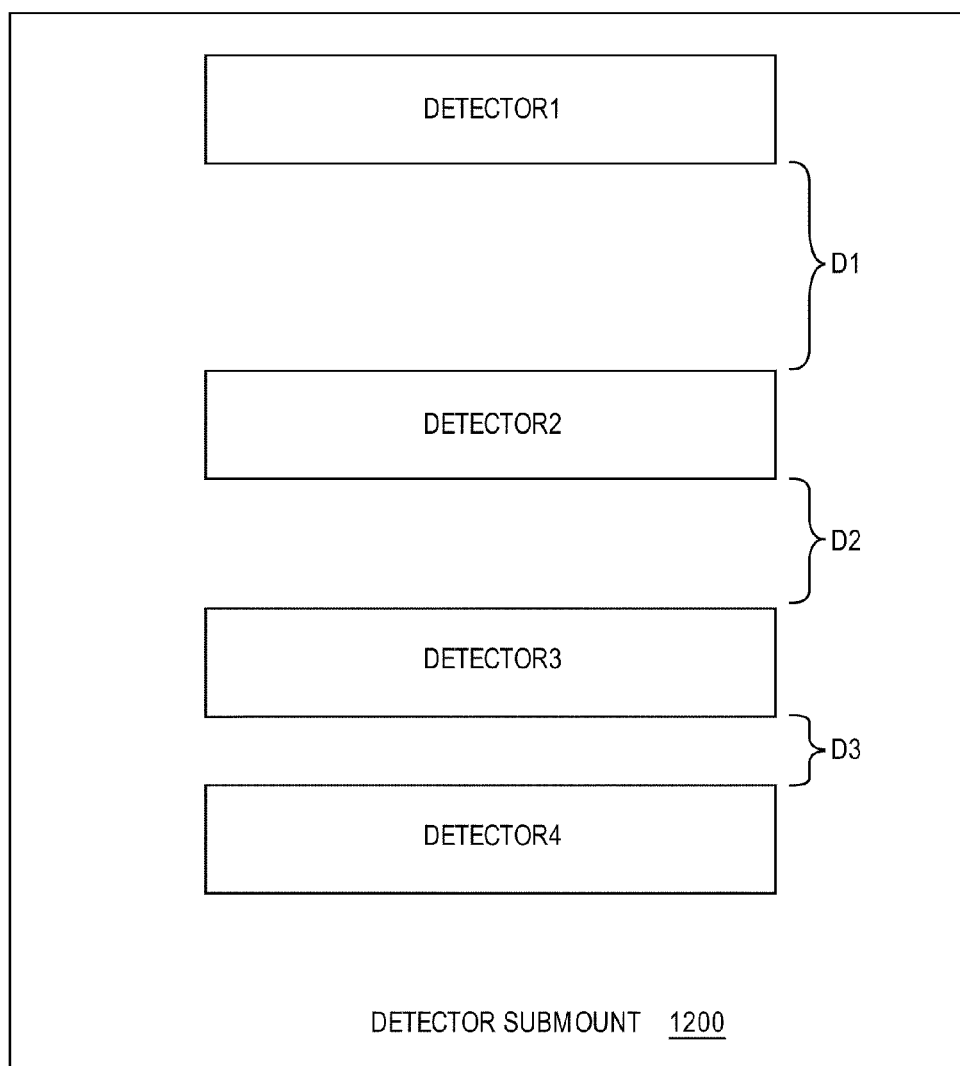 DETECTOR1
D1
DETECTOR2
D2
DETECTOR3
D3
DETECTOR4
DETECTOR SUBMOUNT 1200